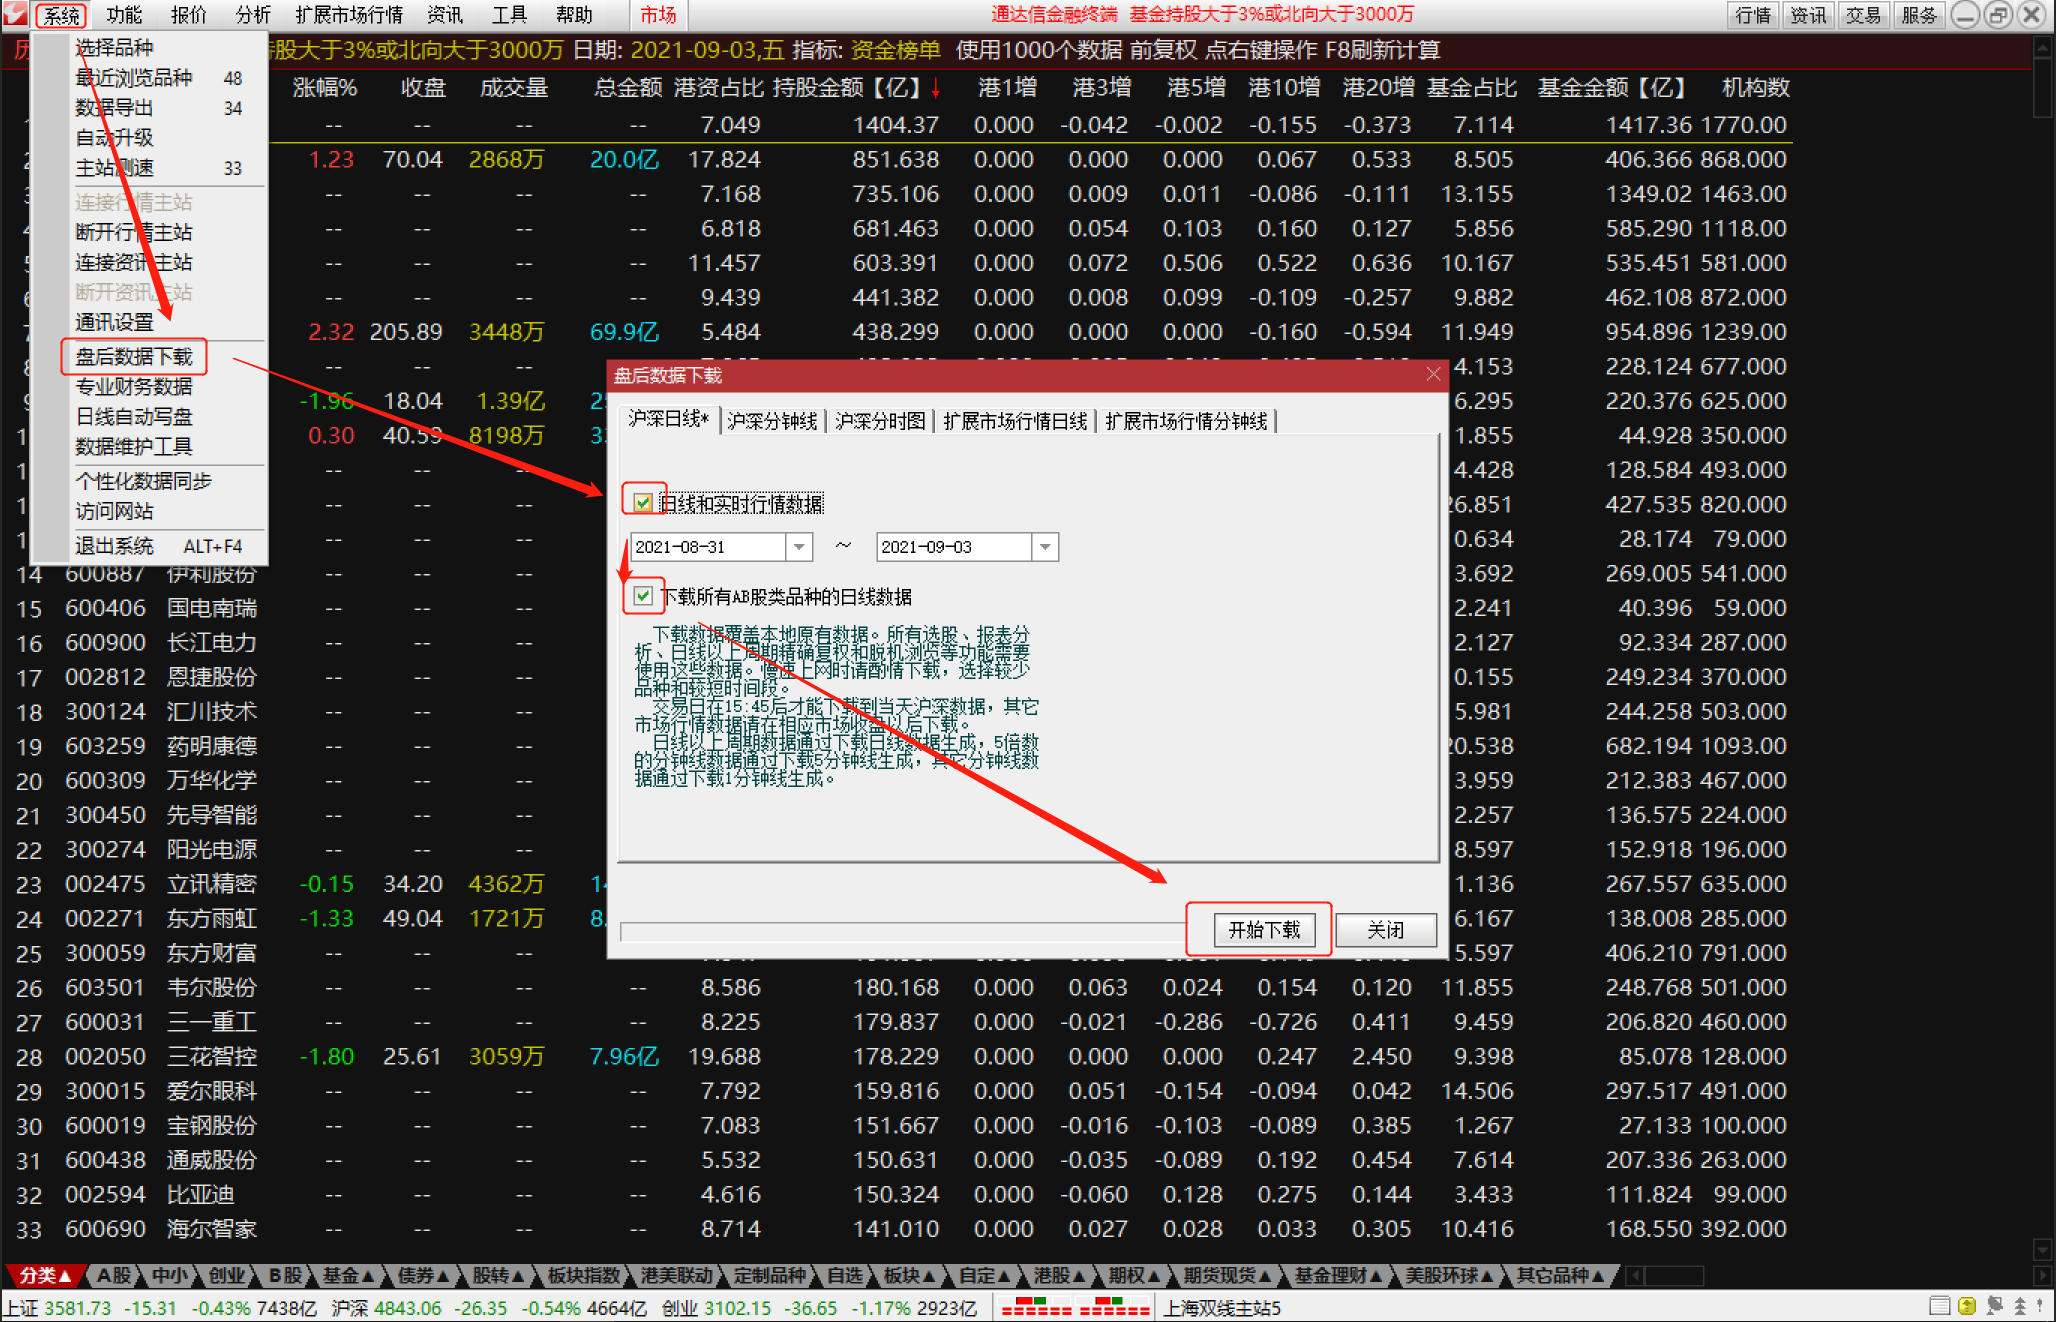 系统 功能 报价 分析 扩展市场行情 资讯 工具 帮助 市场 通达信金融终端 基金持股大于3%或北向大于3000万 行情 资讯 交易 服务
股大于3%或北向大于3000万 日期: 2021-09-03,五 指标: 资金榜单 使用1000个数据 前复权 点右键操作 F8刷新计算
选择品种
最近浏览品种 48
数据导出 34
自动升级
主站测速 33
连接行情主站
断开行情主站
连接资讯主站
断开资讯主站
通讯设置
盘后数据下载
专业财务数据
日线自动写盘
数据维护工具
个性化数据同步
访问网站
退出系统 ALT+F4
涨幅% 收盘 成交量 总金额 港资占比 持股金额【亿】↓ 港1增 港3增 港5增 港10增 港20增 基金占比 基金金额【亿】 机构数
-- -- -- -- 7.049 1404.37 0.000 -0.042 -0.002 -0.155 -0.373 7.114 1417.36 1770.00
1.23 70.04 2868万 20.0亿 17.824 851.638 0.000 0.000 0.000 0.067 0.533 8.505 406.366 868.000
-- -- -- -- 7.168 735.106 0.000 0.009 0.011 -0.086 -0.111 13.155 1349.02 1463.00
-- -- -- -- 6.818 681.463 0.000 0.054 0.103 0.160 0.127 5.856 585.290 1118.00
-- -- -- -- 11.457 603.391 0.000 0.072 0.506 0.522 0.636 10.167 535.451 581.000
-- -- -- -- 9.439 441.382 0.000 0.008 0.099 -0.109 -0.257 9.882 462.108 872.000
2.32 205.89 3448万 69.9亿 5.484 438.299 0.000 0.000 0.000 -0.160 -0.594 11.949 954.896 1239.00
-- -- -- 4.153 228.124 677.000
-1.96 18.04 1.39亿 6.295 220.376 625.000
0.30 40.59 8198万 1.855 44.928 350.000
-- -- -- 4.428 128.584 493.000
-- -- -- 26.851 427.535 820.000
-- -- -- 0.634 28.174 79.000
14 600887 伊利股份 -- -- -- 3.692 269.005 541.000
15 600406 国电南瑞 -- -- -- 2.241 40.396 59.000
16 600900 长江电力 -- -- -- 2.127 92.334 287.000
17 002812 恩捷股份 -- -- -- 0.155 249.234 370.000
18 300124 汇川技术 -- -- -- 5.981 244.258 503.000
19 603259 药明康德 -- -- -- 20.538 682.194 1093.00
20 600309 万华化学 -- -- -- 3.959 212.383 467.000
21 300450 先导智能 -- -- -- 2.257 136.575 224.000
22 300274 阳光电源 -- -- -- 8.597 152.918 196.000
23 002475 立讯精密 -0.15 34.20 4362万 1.136 267.557 635.000
24 002271 东方雨虹 -1.33 49.04 1721万 8. 6.167 138.008 285.000
25 300059 东方财富 -- -- -- 5.597 406.210 791.000
26 603501 韦尔股份 -- -- -- -- 8.586 180.168 0.000 0.063 0.024 0.154 0.120 11.855 248.768 501.000
27 600031 三一重工 -- -- -- -- 8.225 179.837 0.000 -0.021 -0.286 -0.726 0.411 9.459 206.820 460.000
28 002050 三花智控 -1.80 25.61 3059万 7.96亿 19.688 178.229 0.000 0.000 0.000 0.247 2.450 9.398 85.078 128.000
29 300015 爱尔眼科 -- -- -- -- 7.792 159.816 0.000 0.051 -0.154 -0.094 0.042 14.506 297.517 491.000
30 600019 宝钢股份 -- -- -- -- 7.083 151.667 0.000 -0.016 -0.103 -0.089 0.385 1.267 27.133 100.000
31 600438 通威股份 -- -- -- -- 5.532 150.631 0.000 -0.035 -0.089 0.192 0.454 7.614 207.336 263.000
32 002594 比亚迪 -- -- -- -- 4.616 150.324 0.000 -0.060 0.128 0.275 0.144 3.433 111.824 99.000
33 600690 海尔智家 -- -- -- -- 8.714 141.010 0.000 0.027 0.028 0.033 0.305 10.416 168.550 392.000
盘后数据下载
沪深日线* 沪深分钟线 沪深分时图 扩展市场行情日线 扩展市场行情分钟线
日线和实时行情数据
2021-08-31 ~ 2021-09-03
下载所有AB股类品种的日线数据
下载数据覆盖本地原有数据。所有选股、报表分
析、日线以上周期精确复权和脱机浏览等功能需要
使用这些数据。慢速上网时请酌情下载，选择较少
品种和较短时间段。
交易日在15:45后才能下载到当天沪深数据，其它
市场行情数据请在相应市场收盘以后下载。
日线以上周期数据通过下载日线数据生成，5倍数
的分钟线数据通过下载5分钟线生成，其它分钟线数
据通过下载1分钟线生成。
开始下载 关闭
分类▲ A股 中小 创业 B股 基金▲ 债券▲ 股转▲ 板块指数 港美联动 定制品种 自选 板块▲ 自定▲ 港股▲ 期权▲ 期货现货▲ 基金理财▲ 美股环球▲ 其它品种▲
上证 3581.73 -15.31 -0.43% 7438亿 沪深 4843.06 -26.35 -0.54% 4664亿 创业 3102.15 -36.65 -1.17% 2923亿 上海双线主站5